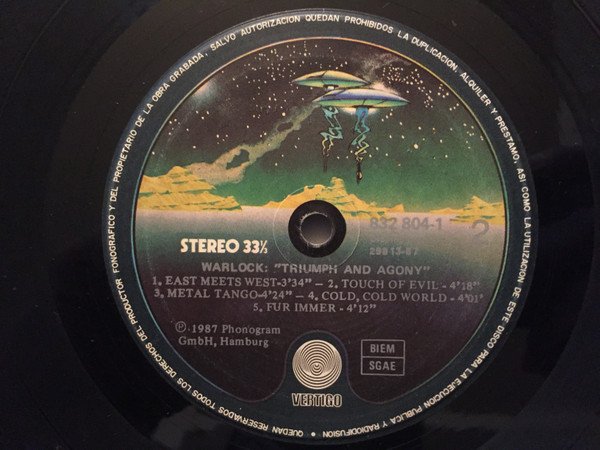 QUEDAN RESERVADOS TODOS LOS DERECHOS DEL PRODUCTOR FONOGRAFICO Y DEL PROPIETARIO DE LA OBRA GRABADA, SALVO AUTORIZACION QUEDAN PROHIBIDOS LA DUPLICACION, ALQUILER Y PRESTAMO, ASI COMO LA UTILIZACION DE ESTE DISCO PARA LA EJECUCION PUBLICA Y RADIODIFUSION •
832 804-1
2
STEREO 33⅓
WARLOCK: "TRIUMPH AND AGONY"
1. EAST MEETS WEST-3'34" - 2. TOUCH OF EVIL - 4'18"
3. METAL TANGO-4'24" - 4. COLD, COLD WORLD - 4'01"
5. FUR IMMER - 4'12"
℗ 1987 Phonogram
GmbH, Hamburg
BIEM
SGAE
VERTIGO